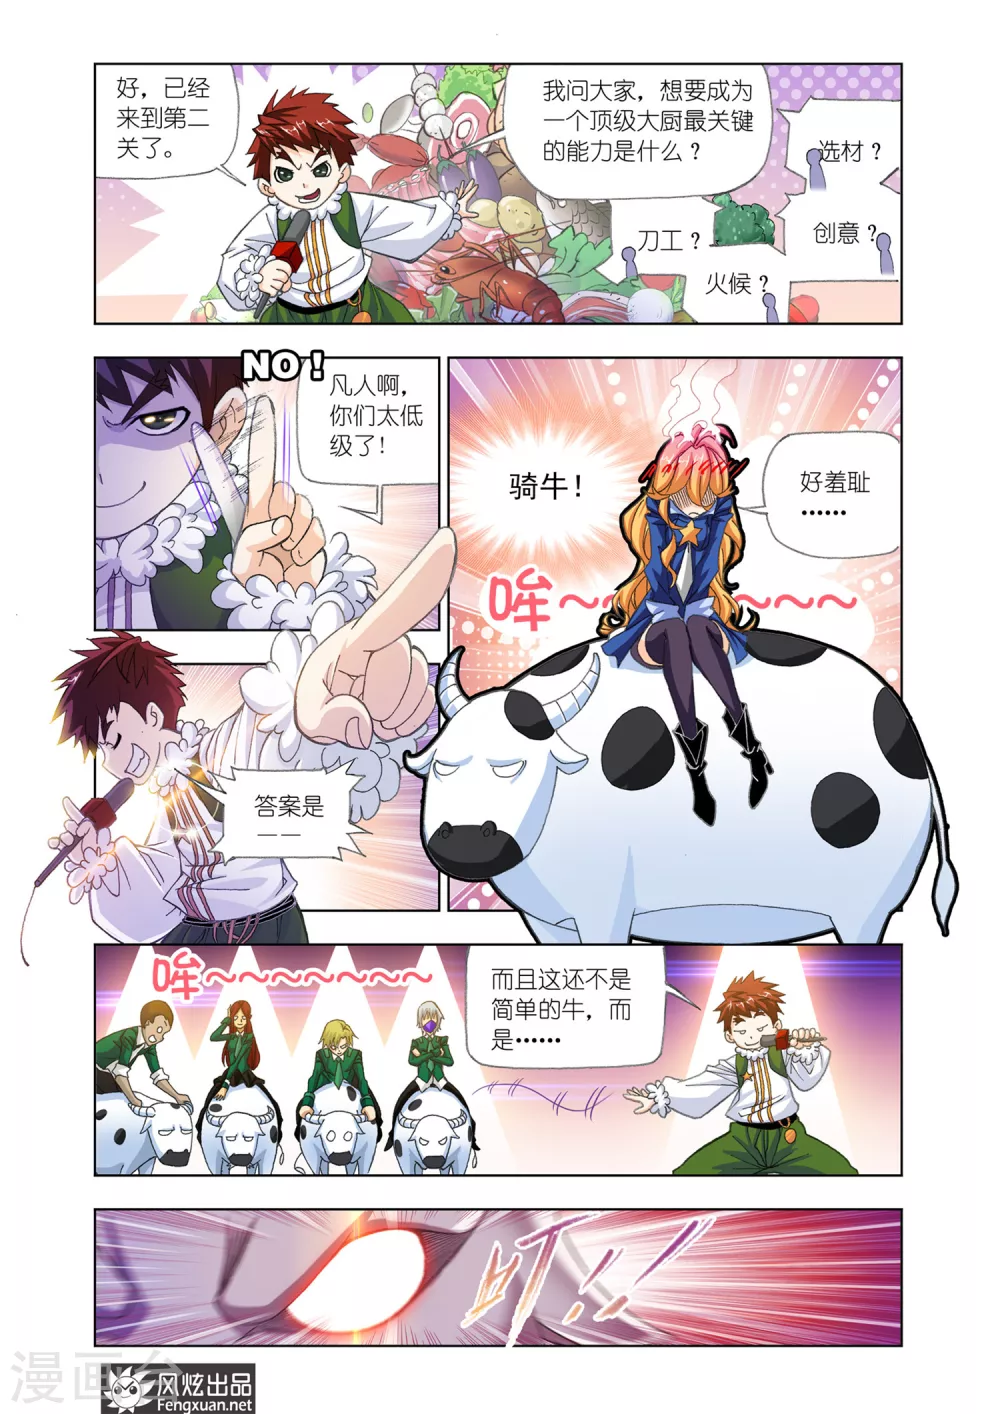 好，已经
来到第二
关了。
我问大家，想要成为
一个顶级大厨最关键
的能力是什么？
选材？
刀工？
创意？
火候？
NO！
凡人啊，
你们太低
级了！
骑牛！
好羞耻
……
哞～～～～～～～
答案是
——
哞～～～～～～～
而且这还不是
简单的牛，而
是……
叮！！
漫画台
风炫出品
Fengxuan.net